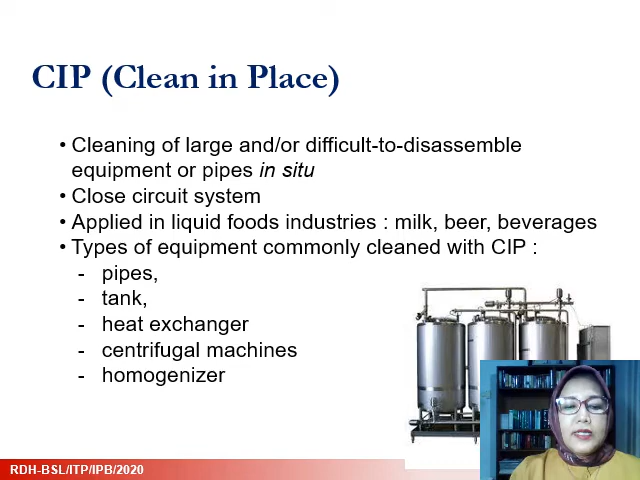 CIP (Clean in Place)
• Cleaning of large and/or difficult-to-disassemble
equipment or pipes in situ
• Close circuit system
• Applied in liquid foods industries : milk, beer, beverages
• Types of equipment commonly cleaned with CIP :
- pipes,
- tank,
- heat exchanger
- centrifugal machines
- homogenizer
RDH-BSL/ITP/IPB/2020